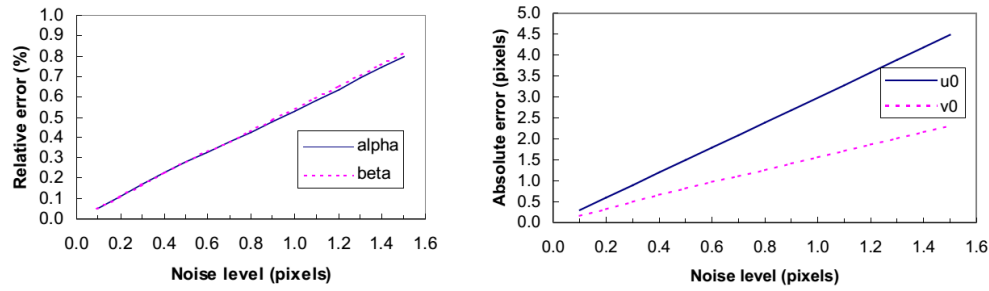 Relative error (%)
1.0
0.9
0.8
0.7
0.6
0.5
0.4
0.3
0.2
0.1
0.0
alpha
beta
0.0 0.2 0.4 0.6 0.8 1.0 1.2 1.4 1.6
Noise level (pixels)
Absolute error (pixels)
5.0
4.5
4.0
3.5
3.0
2.5
2.0
1.5
1.0
0.5
0.0
u0
v0
0.0 0.2 0.4 0.6 0.8 1.0 1.2 1.4 1.6
Noise level (pixels)